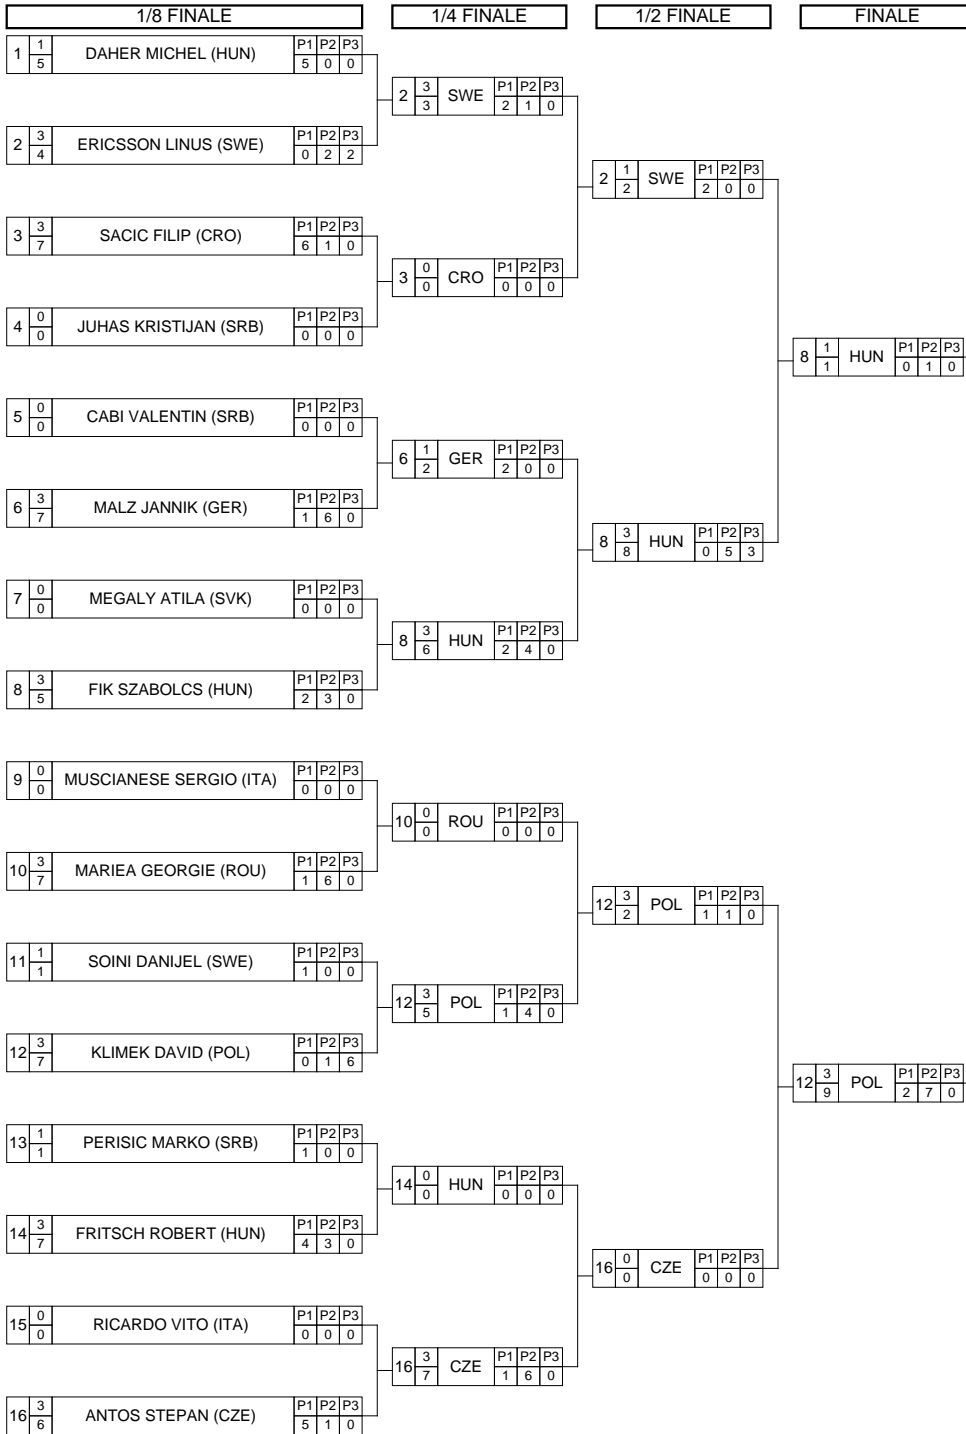 1/8 FINALE 1/4 FINALE 1/2 FINALE FINALE
1 1 5 DAHER MICHEL (HUN) P1 P2 P3 5 0 0
2 3 3 SWE P1 P2 P3 2 1 0
2 3 4 ERICSSON LINUS (SWE) P1 P2 P3 0 2 2
2 1 2 SWE P1 P2 P3 2 0 0
3 3 7 SACIC FILIP (CRO) P1 P2 P3 6 1 0
3 0 0 CRO P1 P2 P3 0 0 0
4 0 0 JUHAS KRISTIJAN (SRB) P1 P2 P3 0 0 0
8 1 1 HUN P1 P2 P3 0 1 0
5 0 0 CABI VALENTIN (SRB) P1 P2 P3 0 0 0
6 1 2 GER P1 P2 P3 2 0 0
6 3 7 MALZ JANNIK (GER) P1 P2 P3 1 6 0
8 3 8 HUN P1 P2 P3 0 5 3
7 0 0 MEGALY ATILA (SVK) P1 P2 P3 0 0 0
8 3 6 HUN P1 P2 P3 2 4 0
8 3 5 FIK SZABOLCS (HUN) P1 P2 P3 2 3 0
9 0 0 MUSCIANESE SERGIO (ITA) P1 P2 P3 0 0 0
10 0 0 ROU P1 P2 P3 0 0 0
10 3 7 MARIEA GEORGIE (ROU) P1 P2 P3 1 6 0
12 3 2 POL P1 P2 P3 1 1 0
11 1 1 SOINI DANIJEL (SWE) P1 P2 P3 1 0 0
12 3 5 POL P1 P2 P3 1 4 0
12 3 7 KLIMEK DAVID (POL) P1 P2 P3 0 1 6
12 3 9 POL P1 P2 P3 2 7 0
13 1 1 PERISIC MARKO (SRB) P1 P2 P3 1 0 0
14 0 0 HUN P1 P2 P3 0 0 0
14 3 7 FRITSCH ROBERT (HUN) P1 P2 P3 4 3 0
16 0 0 CZE P1 P2 P3 0 0 0
15 0 0 RICARDO VITO (ITA) P1 P2 P3 0 0 0
16 3 7 CZE P1 P2 P3 1 6 0
16 3 6 ANTOS STEPAN (CZE) P1 P2 P3 5 1 0